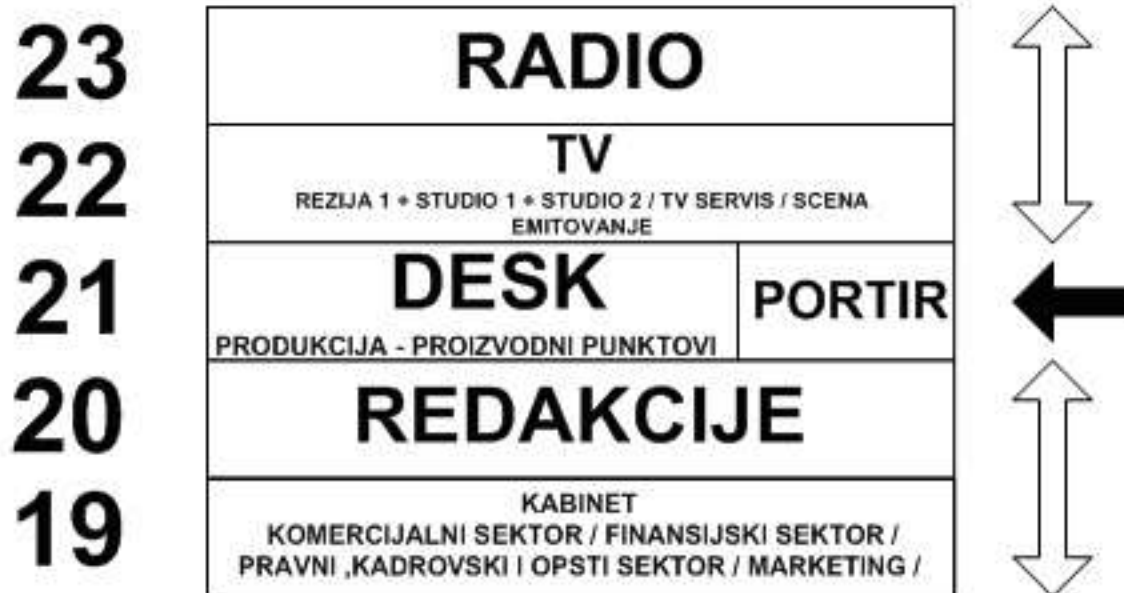 23 RADIO
22 TV
REZIJA 1 + STUDIO 1 + STUDIO 2 / TV SERVIS / SCENA
EMITOVANJE
21 DESK PORTIR
PRODUKCIJA - PROIZVODNI PUNKTOVI
20 REDAKCIJE
19 KABINET
KOMERCIJALNI SEKTOR / FINANSIJSKI SEKTOR /
PRAVNI ,KADROVSKI I OPSTI SEKTOR / MARKETING /